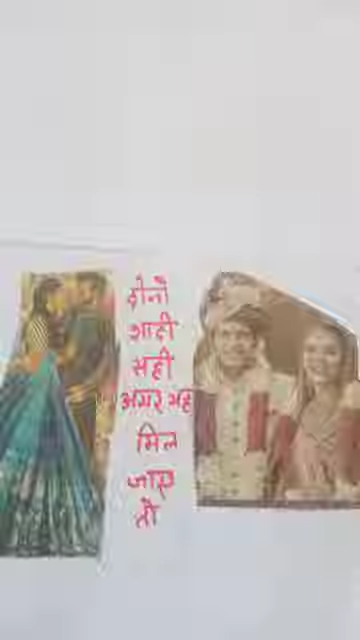 दोनो
शादी
सही
अगर यह
मिल
जाए
तो